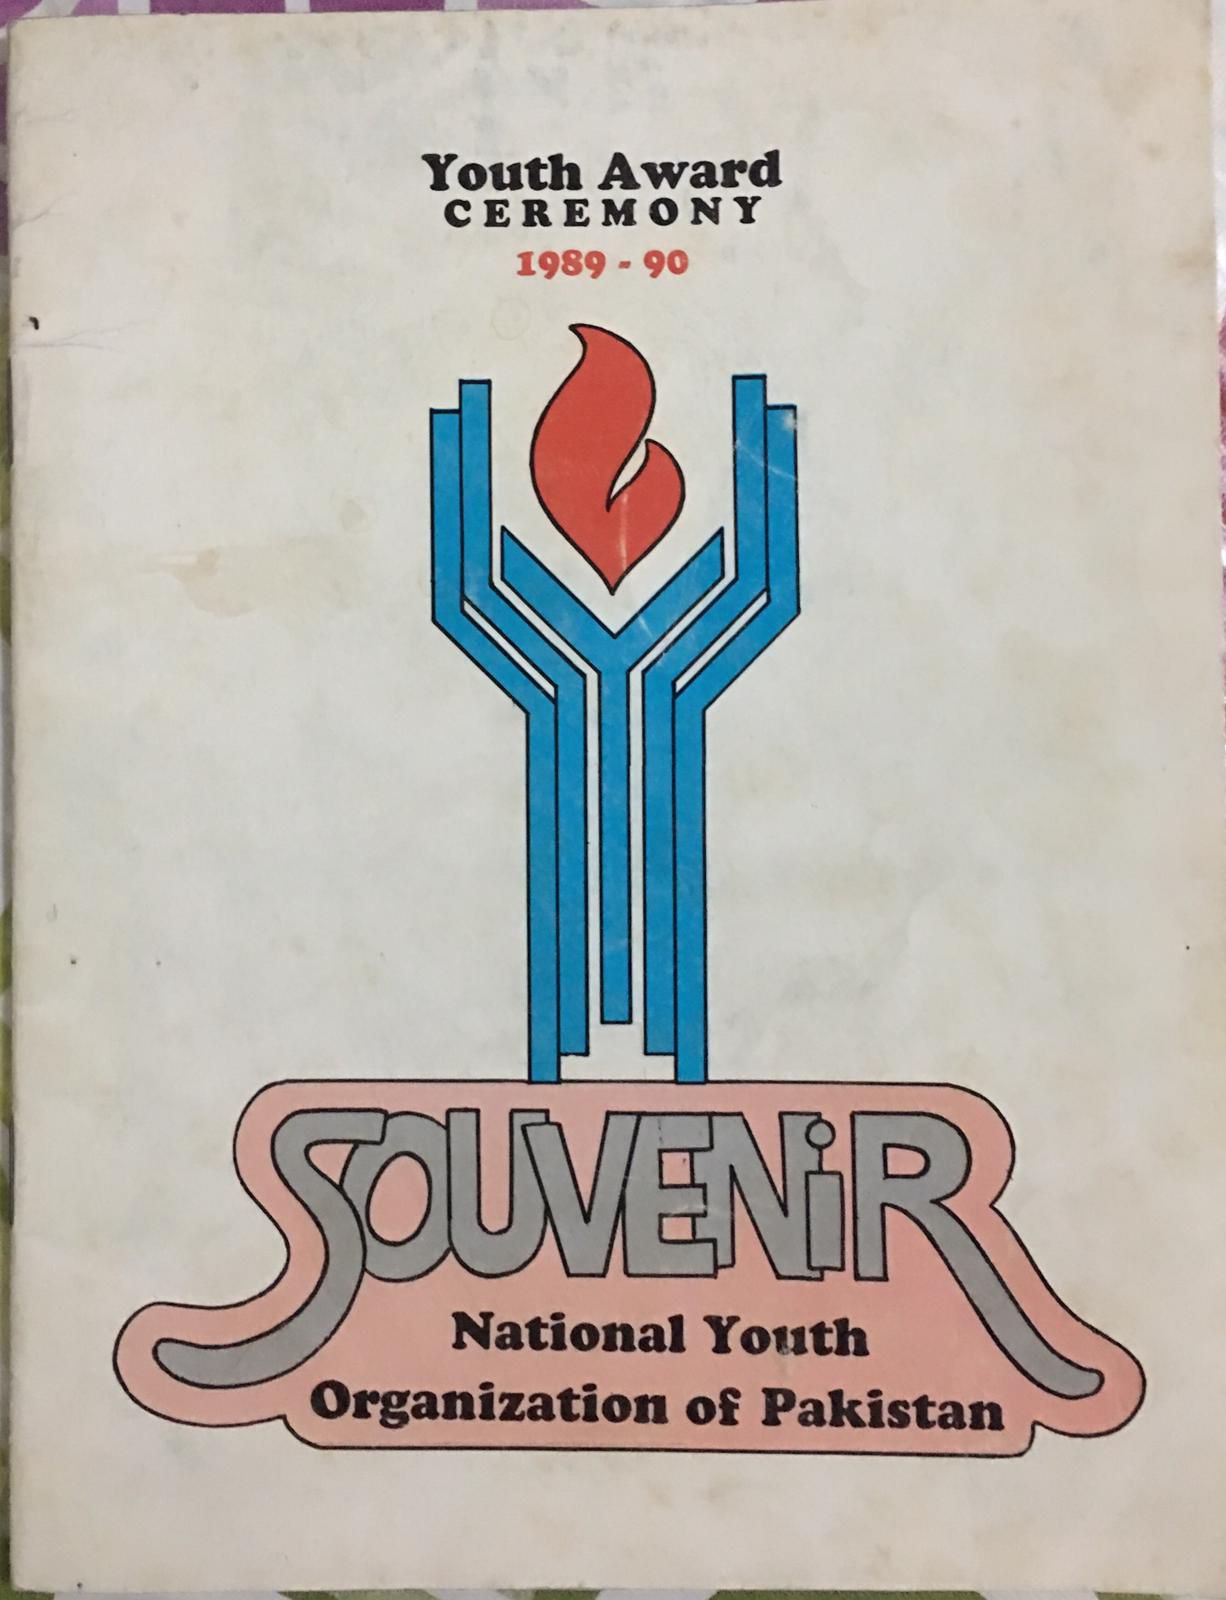 Youth Award
CEREMONY
1989 - 90
SOUVENiR
National Youth
Organization of Pakistan